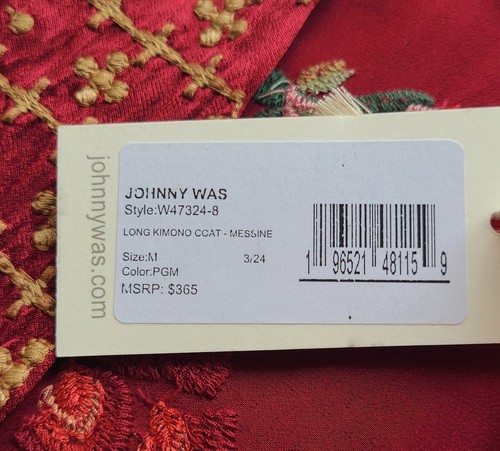 johnnywas.com
JOHNNY WAS
Style:W47324-8
LONG KIMONO COAT - MESSINE
Size:M 3/24
Color:PGM
MSRP: $365
1 96521 48115 9